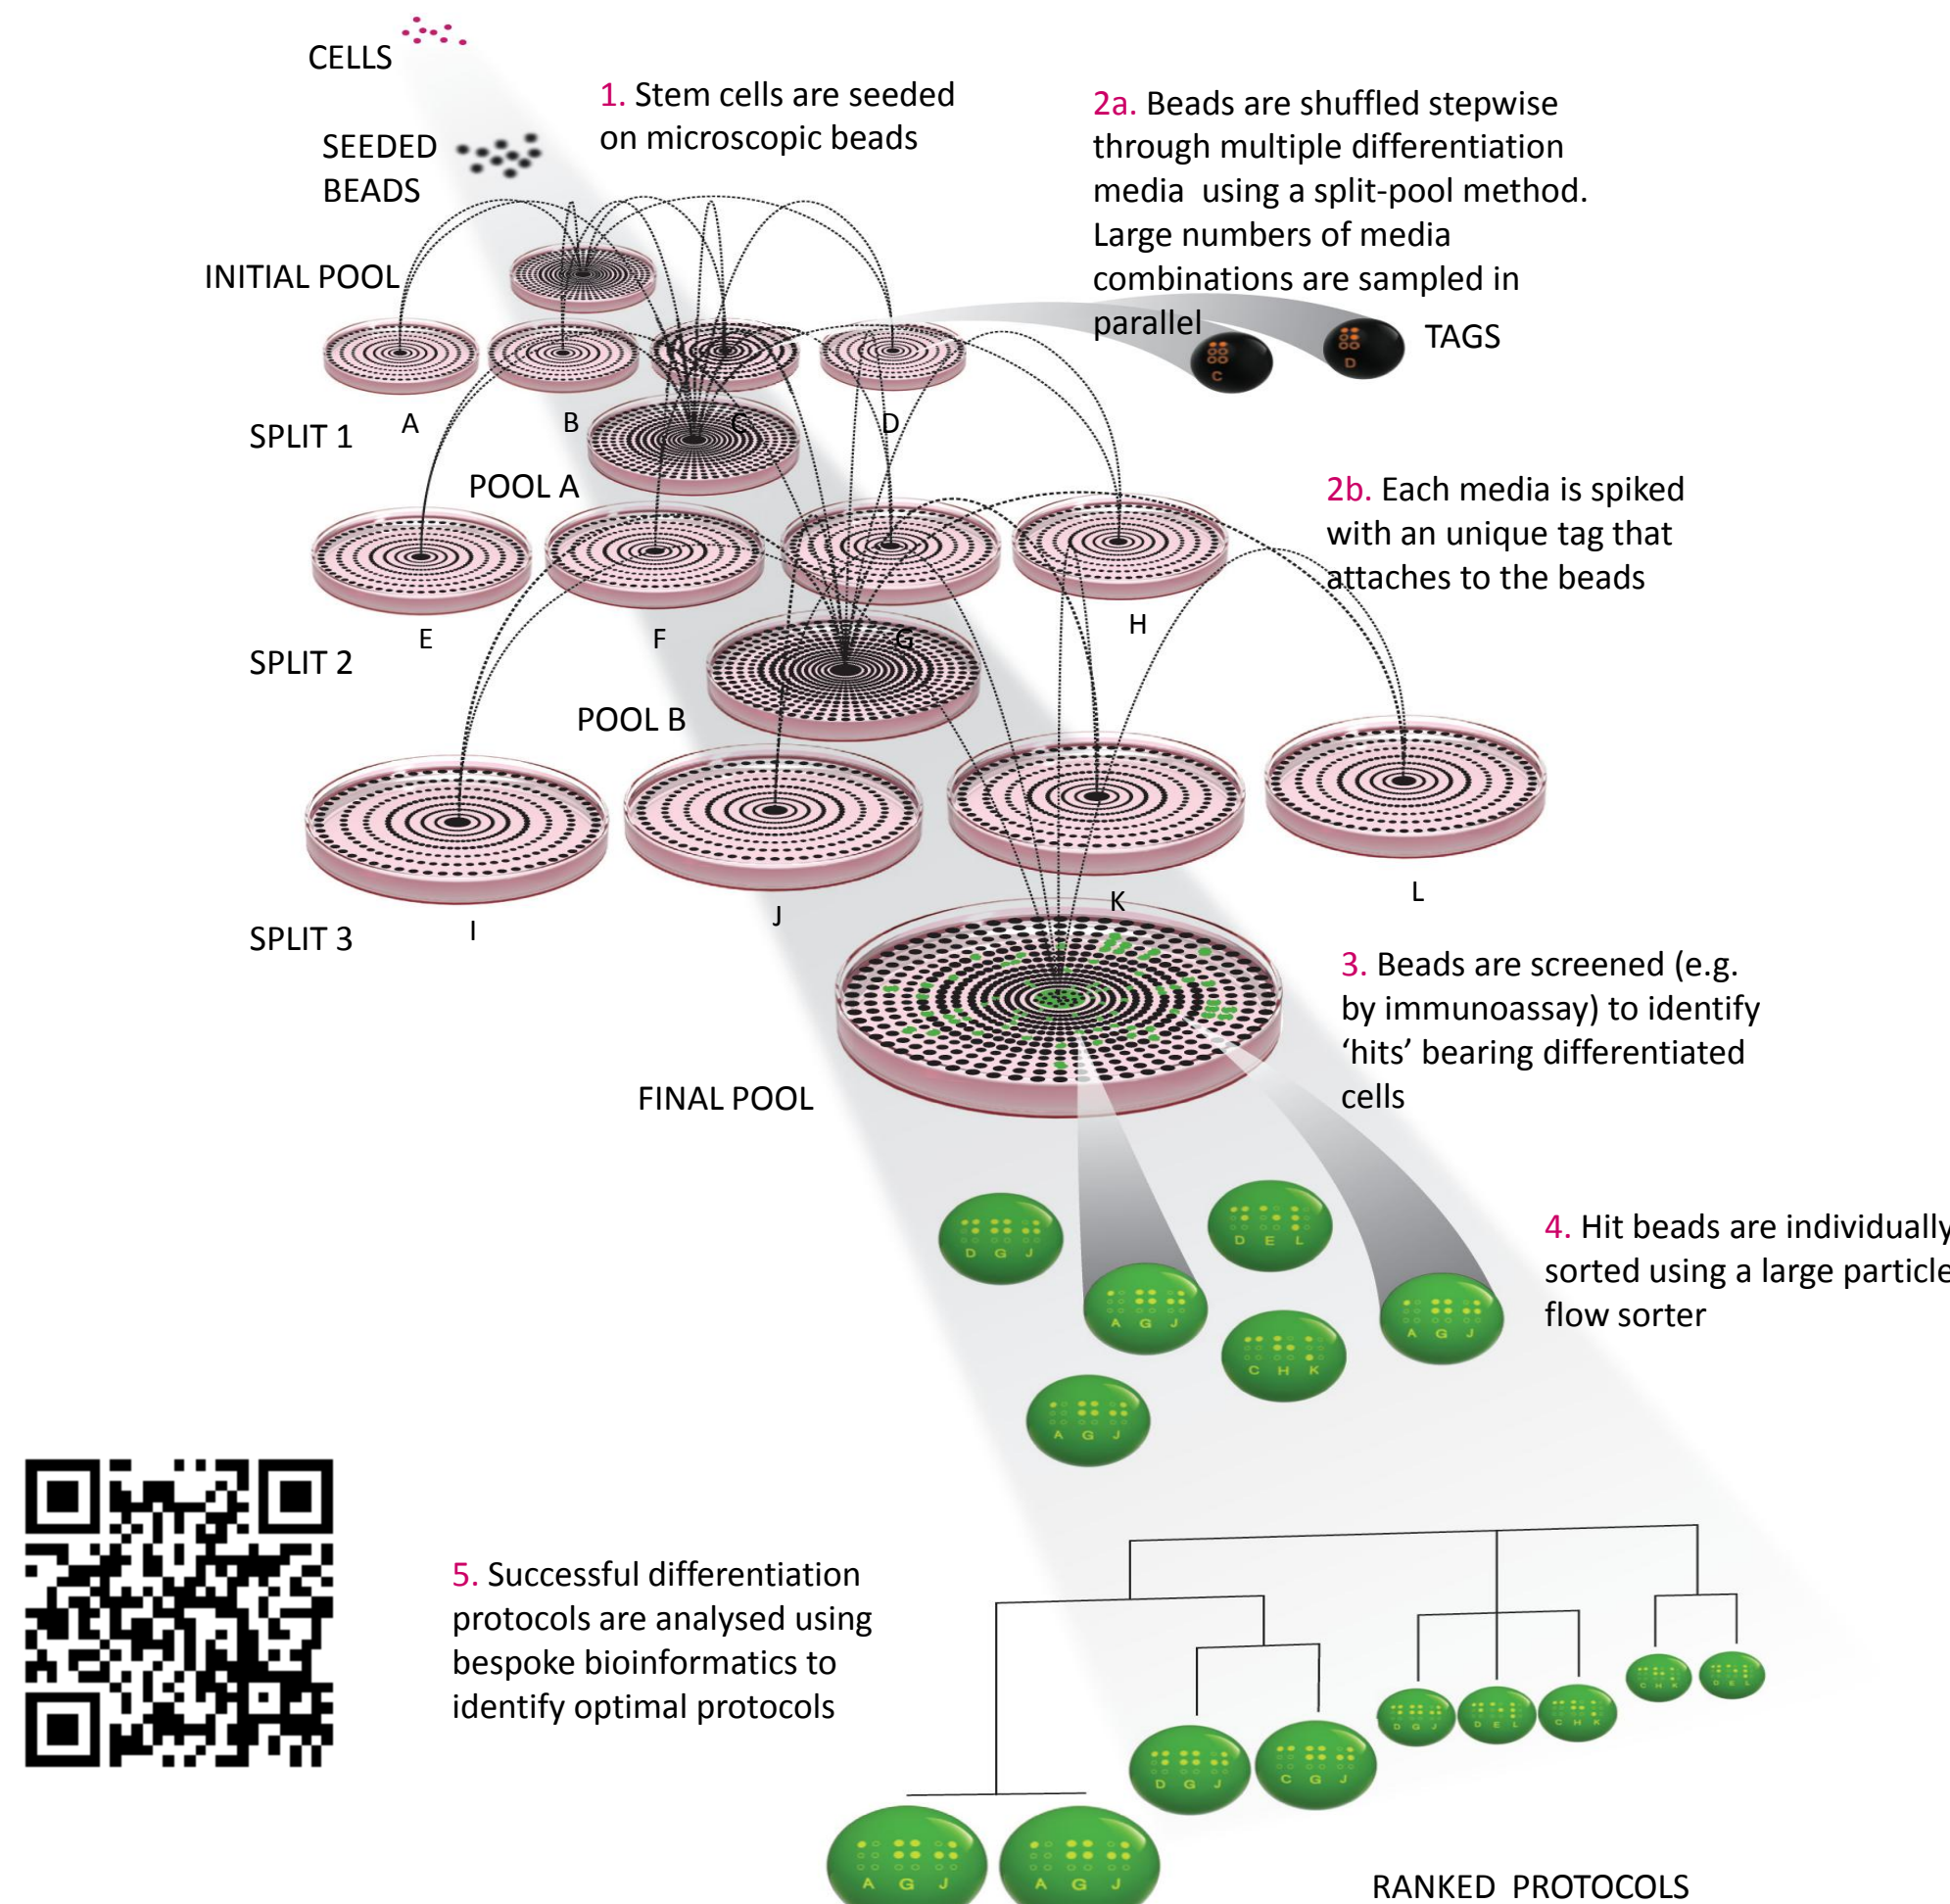 CELLS
1. Stem cells are seeded
on microscopic beads
2a. Beads are shuffled stepwise
through multiple differentiation
media using a split-pool method.
Large numbers of media
combinations are sampled in
parallel
SEEDED
BEADS
INITIAL POOL
C
D
TAGS
A
B
C
D
SPLIT 1
POOL A
2b. Each media is spiked
with an unique tag that
attaches to the beads
E
F
G
H
SPLIT 2
POOL B
I
J
K
L
SPLIT 3
3. Beads are screened (e.g.
by immunoassay) to identify
‘hits’ bearing differentiated
cells
FINAL POOL
D G J
D E L
A G J
A G J
C H K
A G J
4. Hit beads are individually
sorted using a large particle
flow sorter
5. Successful differentiation
protocols are analysed using
bespoke bioinformatics to
identify optimal protocols
C H K
D E L
D G J
D E L
C H K
D G J
C G J
A G J
A G J
RANKED PROTOCOLS